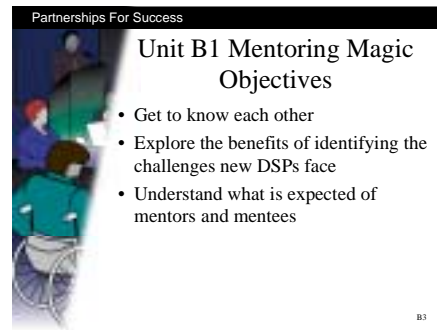 Partnerships For Success
Unit B1 Mentoring Magic
Objectives
• Get to know each other
• Explore the benefits of identifying the
challenges new DSPs face
• Understand what is expected of
mentors and mentees
B3